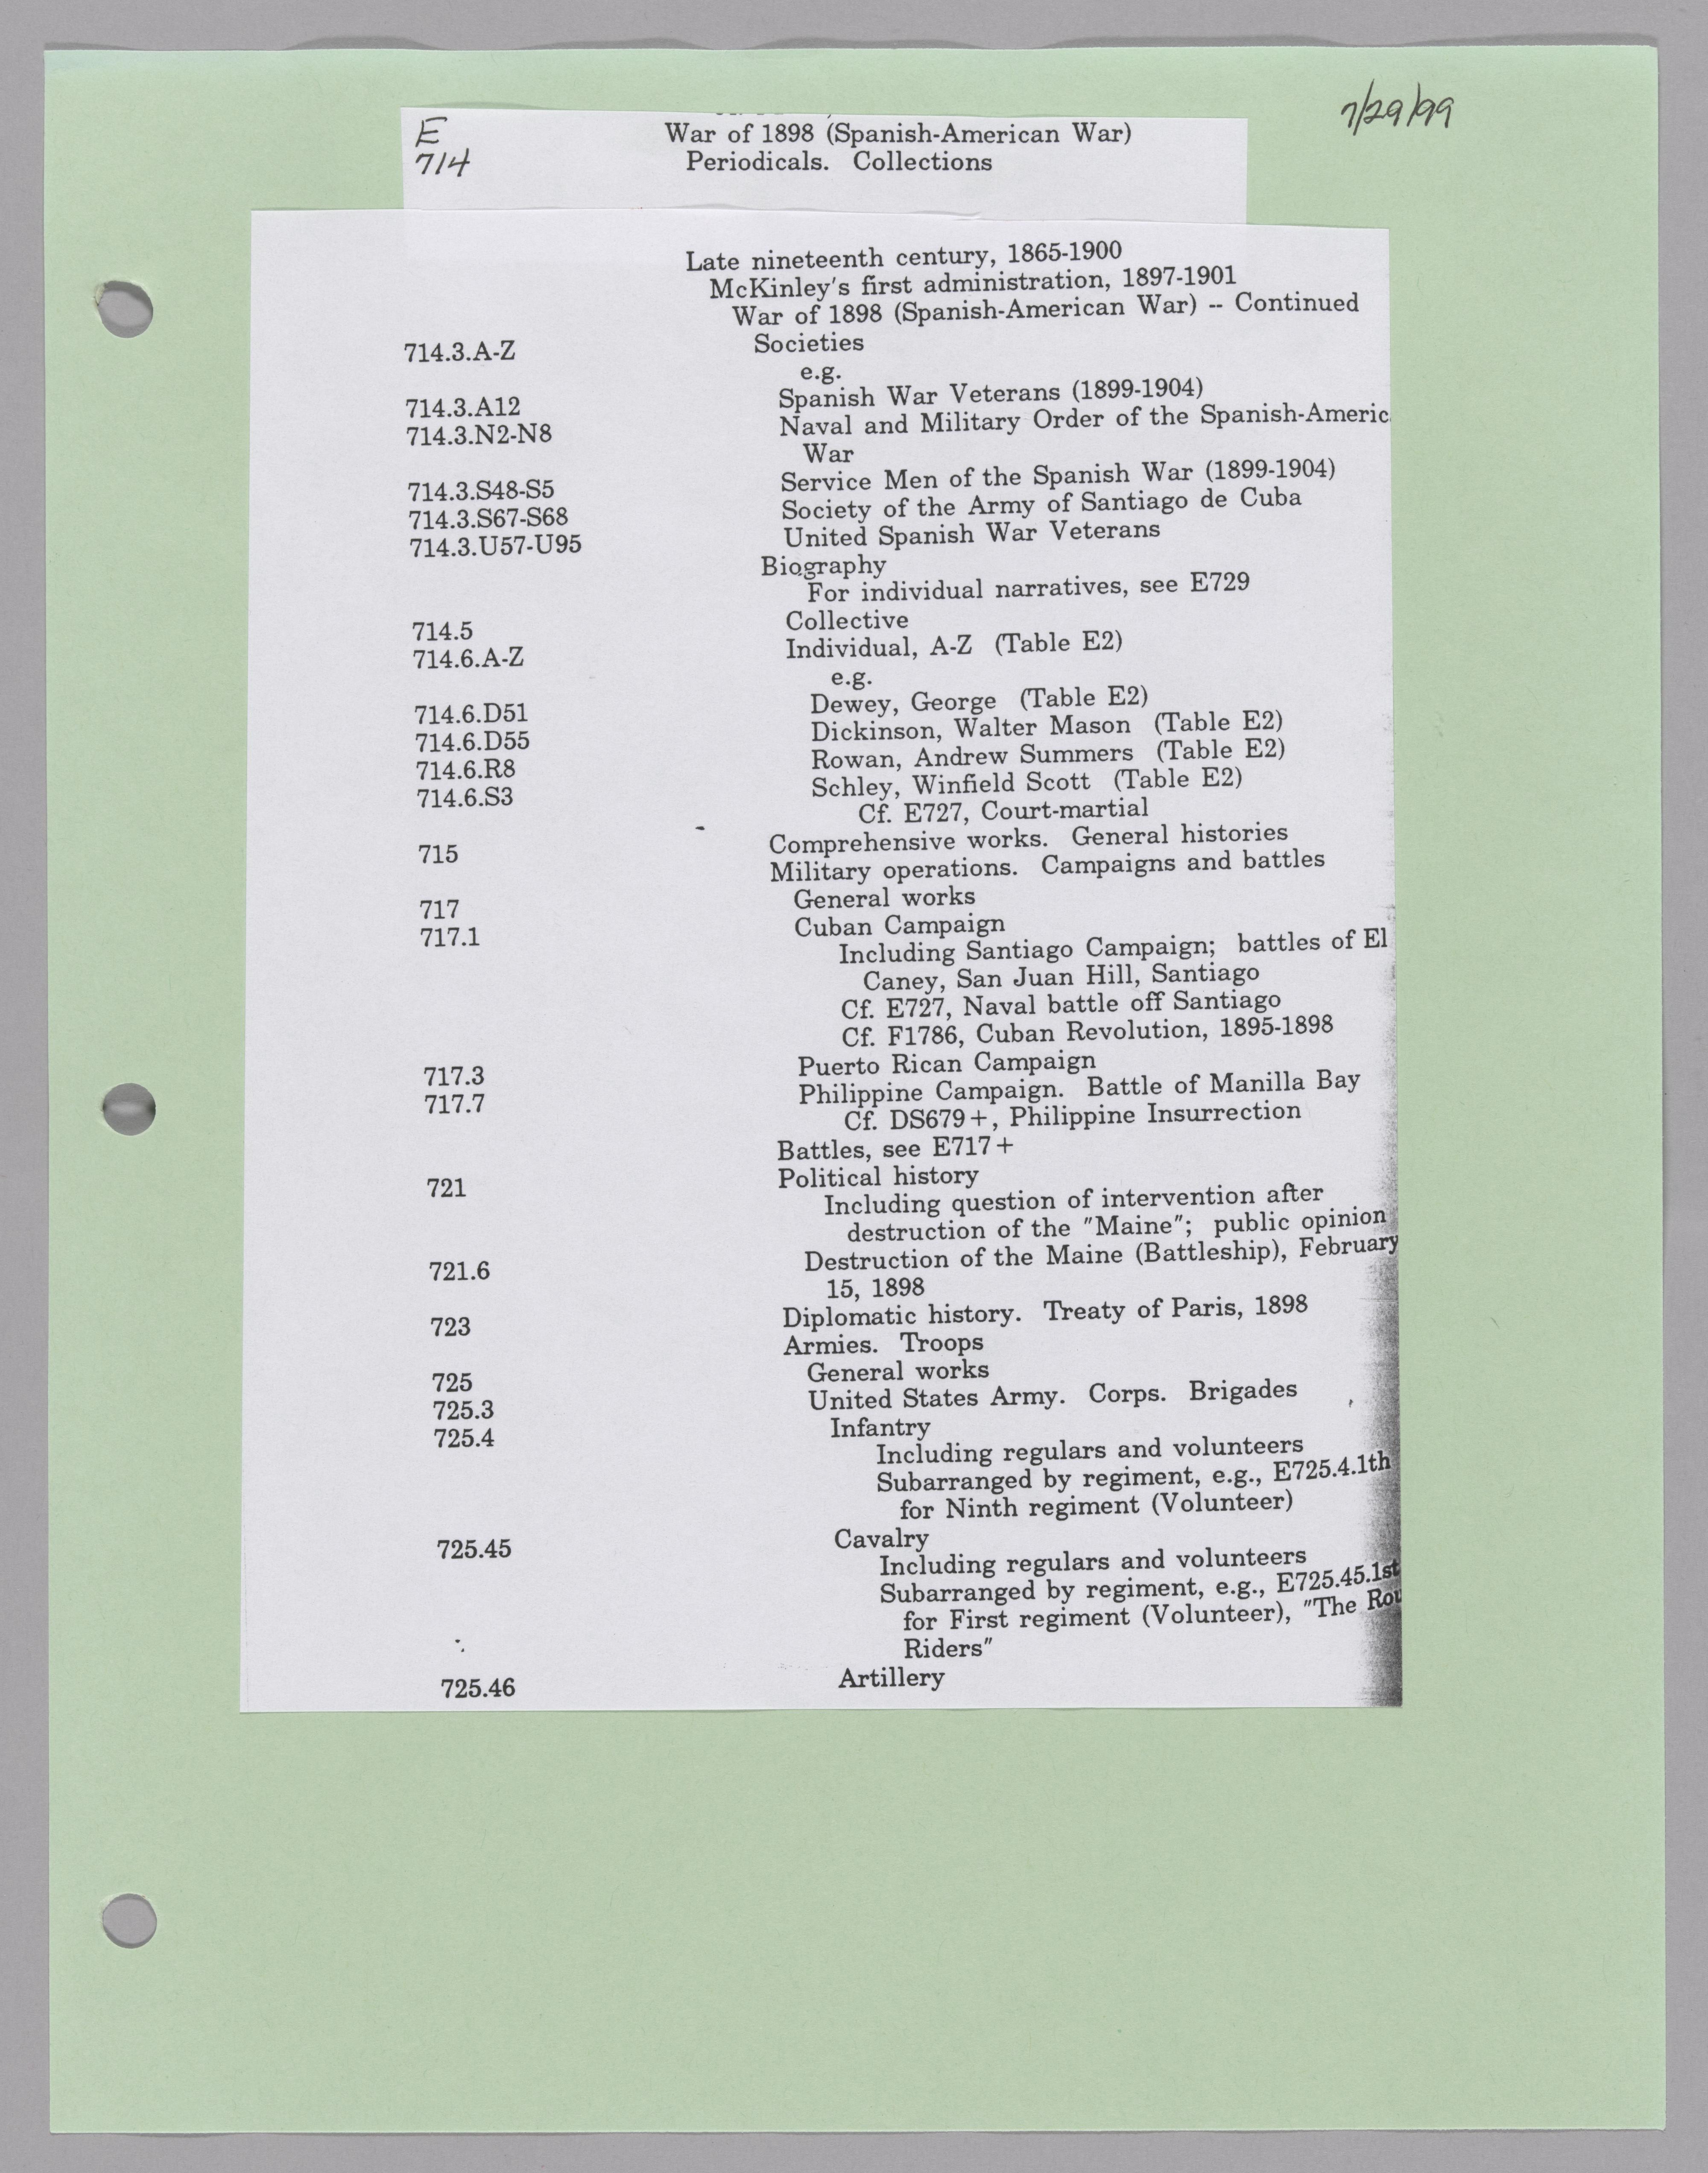 7/29/99
E War of 1898 (Spanish-American War)
714 Periodicals. Collections
Late nineteenth century, 1865-1900
McKinley's first administration, 1897-1901
War of 1898 (Spanish-American War) -- Continued
714.3.A-Z Societies
e.g.
714.3.A12 Spanish War Veterans (1899-1904)
714.3.N2-N8 Naval and Military Order of the Spanish-Americ
War
714.3.S48-S5 Service Men of the Spanish War (1899-1904)
714.3.S67-S68 Society of the Army of Santiago de Cuba
714.3.U57-U95 United Spanish War Veterans
Biography
For individual narratives, see E729
714.5 Collective
714.6.A-Z Individual, A-Z (Table E2)
e.g.
714.6.D51 Dewey, George (Table E2)
714.6.D55 Dickinson, Walter Mason (Table E2)
714.6.R8 Rowan, Andrew Summers (Table E2)
714.6.S3 Schley, Winfield Scott (Table E2)
Cf. E727, Court-martial
715 Comprehensive works. General histories
Military operations. Campaigns and battles
717 General works
717.1 Cuban Campaign
Including Santiago Campaign; battles of El
Caney, San Juan Hill, Santiago
Cf. E727, Naval battle off Santiago
Cf. F1786, Cuban Revolution, 1895-1898
717.3 Puerto Rican Campaign
717.7 Philippine Campaign. Battle of Manilla Bay
Cf. DS679+, Philippine Insurrection
Battles, see E717+
721 Political history
Including question of intervention after
destruction of the "Maine"; public opinion
721.6 Destruction of the Maine (Battleship), February
15, 1898
723 Diplomatic history. Treaty of Paris, 1898
Armies. Troops
725 General works
725.3 United States Army. Corps. Brigades
725.4 Infantry
Including regulars and volunteers
Subarranged by regiment, e.g., E725.4.1th
for Ninth regiment (Volunteer)
725.45 Cavalry
Including regulars and volunteers
Subarranged by regiment, e.g., E725.45.1st
for First regiment (Volunteer), "The Rou
Riders"
725.46 Artillery